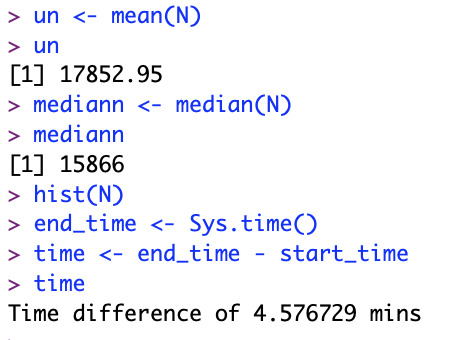 > un <- mean(N)
> un
[1] 17852.95
> mediann <- median(N)
> mediann
[1] 15866
> hist(N)
> end_time <- Sys.time()
> time <- end_time - start_time
> time
Time difference of 4.576729 mins